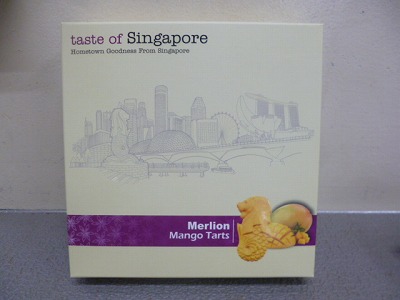 taste of Singapore
Hometown Goodness From Singapore
Merlion
Mango Tarts